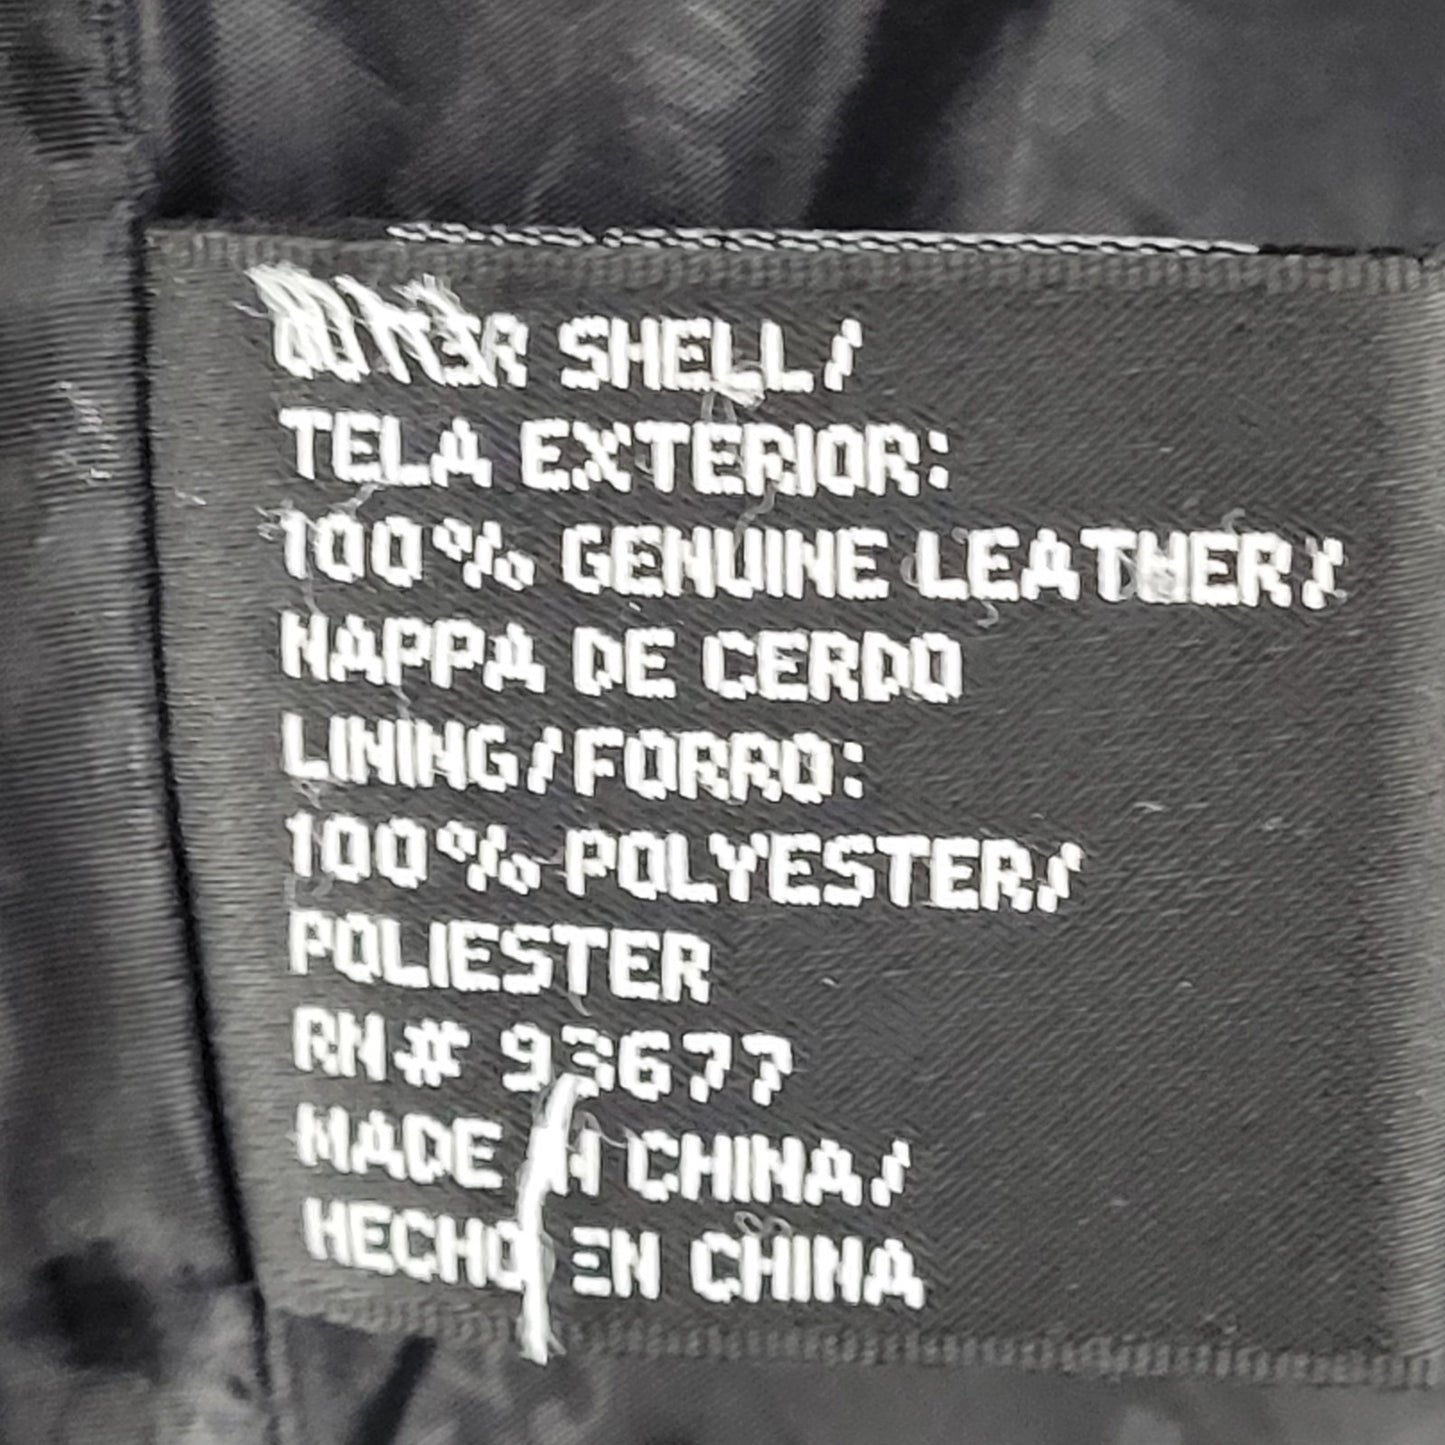 OUTER SHELL/
TELA EXTERIOR:
100% GENUINE LEATHER/
NAPPA DE CERDO
LINING/FORRO:
100% POLYESTER/
POLIESTER
RN# 93677
MADE IN CHINA/
HECHO EN CHINA